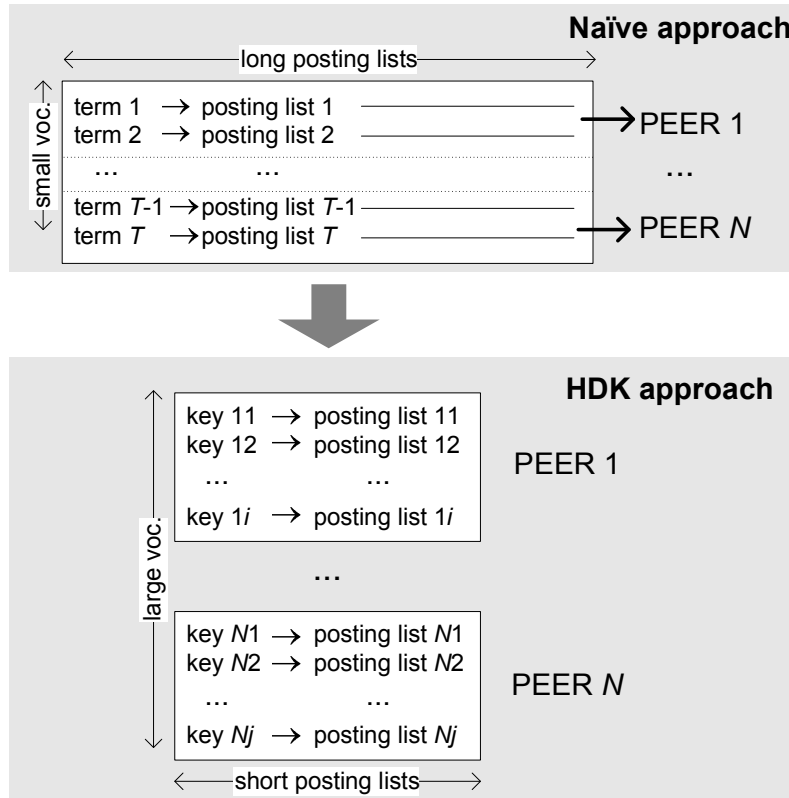 Naïve approach
long posting lists
small voc.
term 1 → posting list 1
term 2 → posting list 2
... ...
term T-1 → posting list T-1
term T → posting list T
PEER 1
...
PEER N
HDK approach
large voc.
key 11 → posting list 11
key 12 → posting list 12
... ...
key 1i → posting list 1i
PEER 1
...
key N1 → posting list N1
key N2 → posting list N2
... ...
key Nj → posting list Nj
PEER N
short posting lists